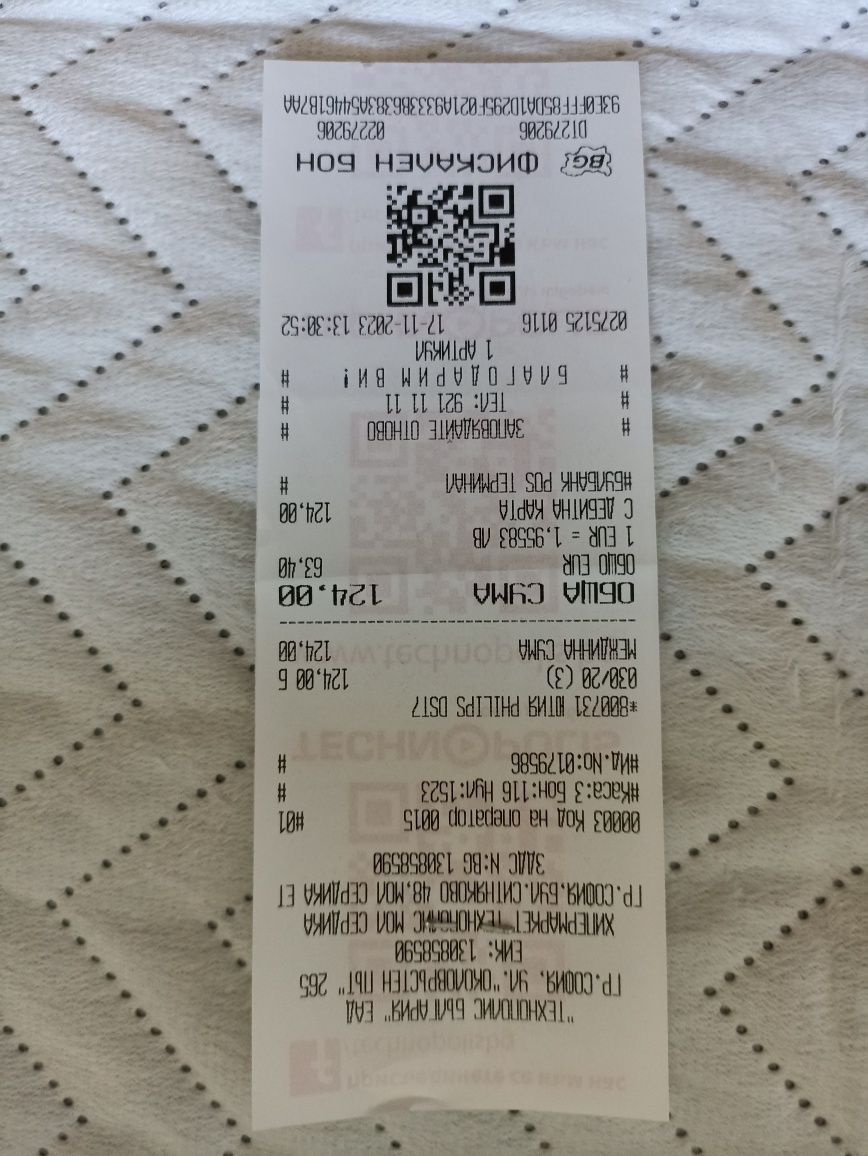 "ТЕХНОПОЛИС БЪЛГАРИЯ" ЕАД
ГР.СОФИЯ, УЛ."ОКОЛОВРЪСТЕН ПЪТ" 265
ЕИК: 130858590
ХИПЕРМАРКЕТ ТЕХНОПОЛИС МОЛ СЕРДИКА
ГР.СОФИЯ,БУЛ.СИТНЯКОВО 48,МОЛ СЕРДИКА ЕТ
ЗДДС N:BG 130858590
00003 Код на оператор 0015 #01
#Каса:3 Бон:116 Нул:1523 #
#Ид.No:0179586 #
*800731 ЮТИЯ PHILIPS DST7
030/20 (3) 124,00 Б
МЕЖДИННА СУМА 124,00
ОБЩА СУМА 124,00
ОБЩО EUR 63,40
1 EUR = 1,95583 ЛВ
С ДЕБИТНА КАРТА 124,00
#БУЛБАНК POS ТЕРМИНАЛ #
# ЗАПОВЯДАЙТЕ ОТНОВО #
# ТЕЛ: 921 11 11 #
# Б Л А Г О Д А Р И М В И ! #
1 АРТИКУЛ
0275125 0116 17-11-2023 13:30:52
BG ФИСКАЛЕН БОН
DT279206 02279206
93E0FF85DA1D295F021A9333B6383A54461B7AA